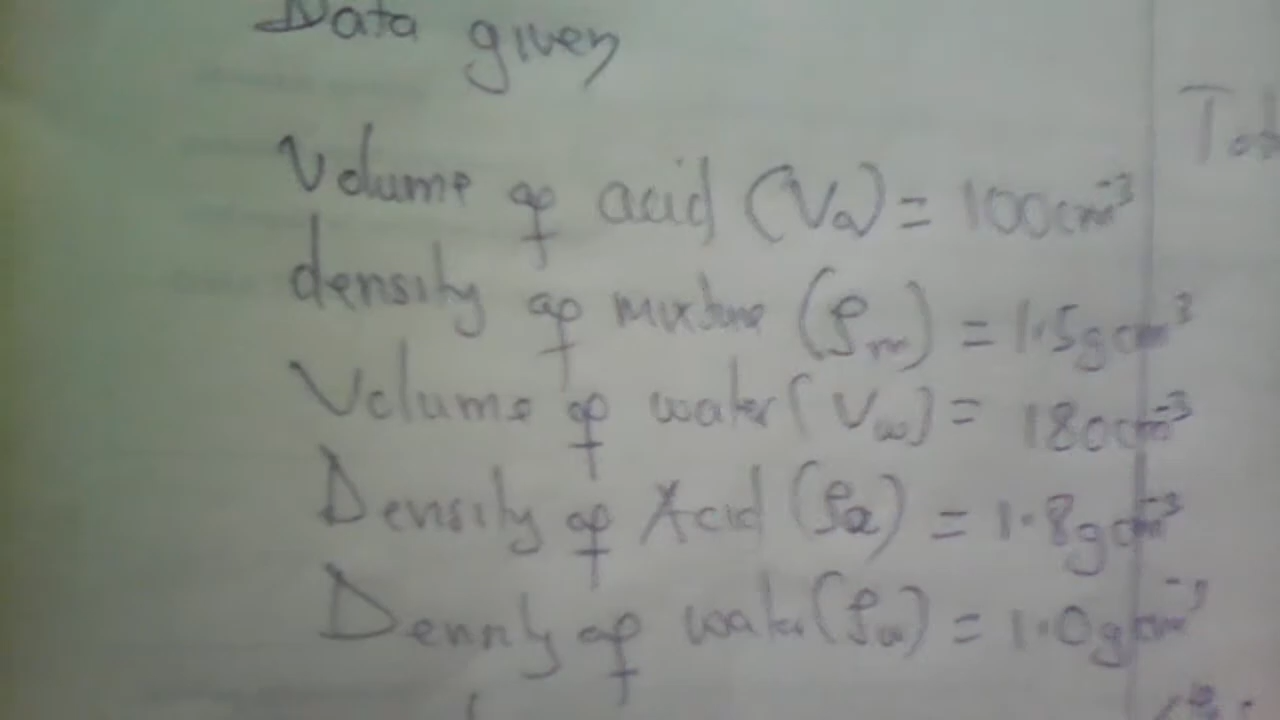 Data given
Volume of acid (Va) = 100cm⁻³
density of mixture (ρm) = 1.5gcm⁻³
Volume of water (Vw) = 180cm⁻³
Density of Acid (ρa) = 1.8gcm⁻³
Density of water (ρw) = 1.0gcm⁻³